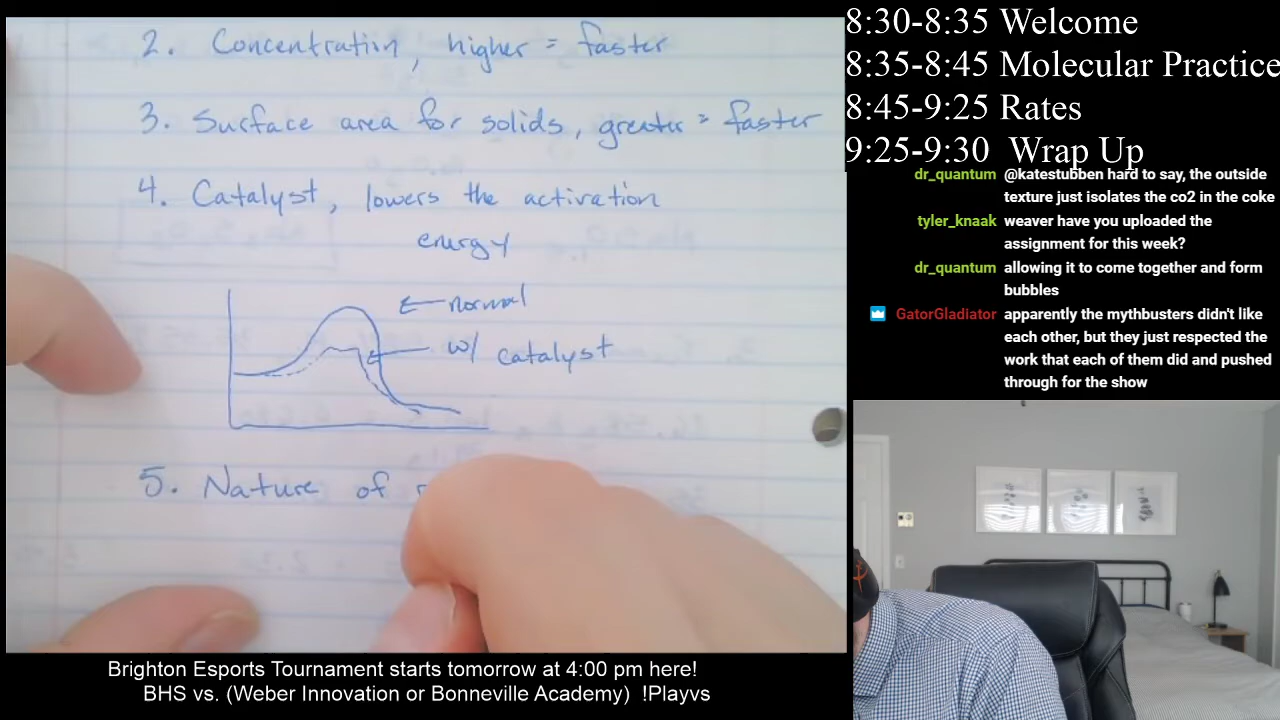 2. Concentration, higher = faster
3. Surface area for solids, greater = faster
4. Catalyst, lowers the activation
energy
normal
w/ catalyst
5. Nature of
8:30-8:35 Welcome
8:35-8:45 Molecular Practice
8:45-9:25 Rates
9:25-9:30 Wrap Up
dr_quantum @katestubben hard to say, the outside
texture just isolates the co2 in the coke
tyler_knaak weaver have you uploaded the
assignment for this week?
dr_quantum allowing it to come together and form
bubbles
GatorGladiator apparently the mythbusters didn't like
each other, but they just respected the
work that each of them did and pushed
through for the show
Brighton Esports Tournament starts tomorrow at 4:00 pm here!
BHS vs. (Weber Innovation or Bonneville Academy) !Playvs